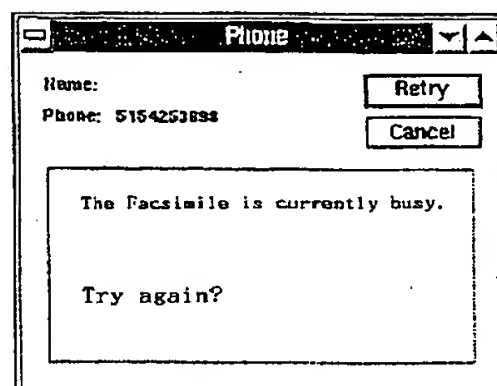 Phone
Name:
Retry
Phone: 5154253898
Cancel
The Facsimile is currently busy.
Try again?